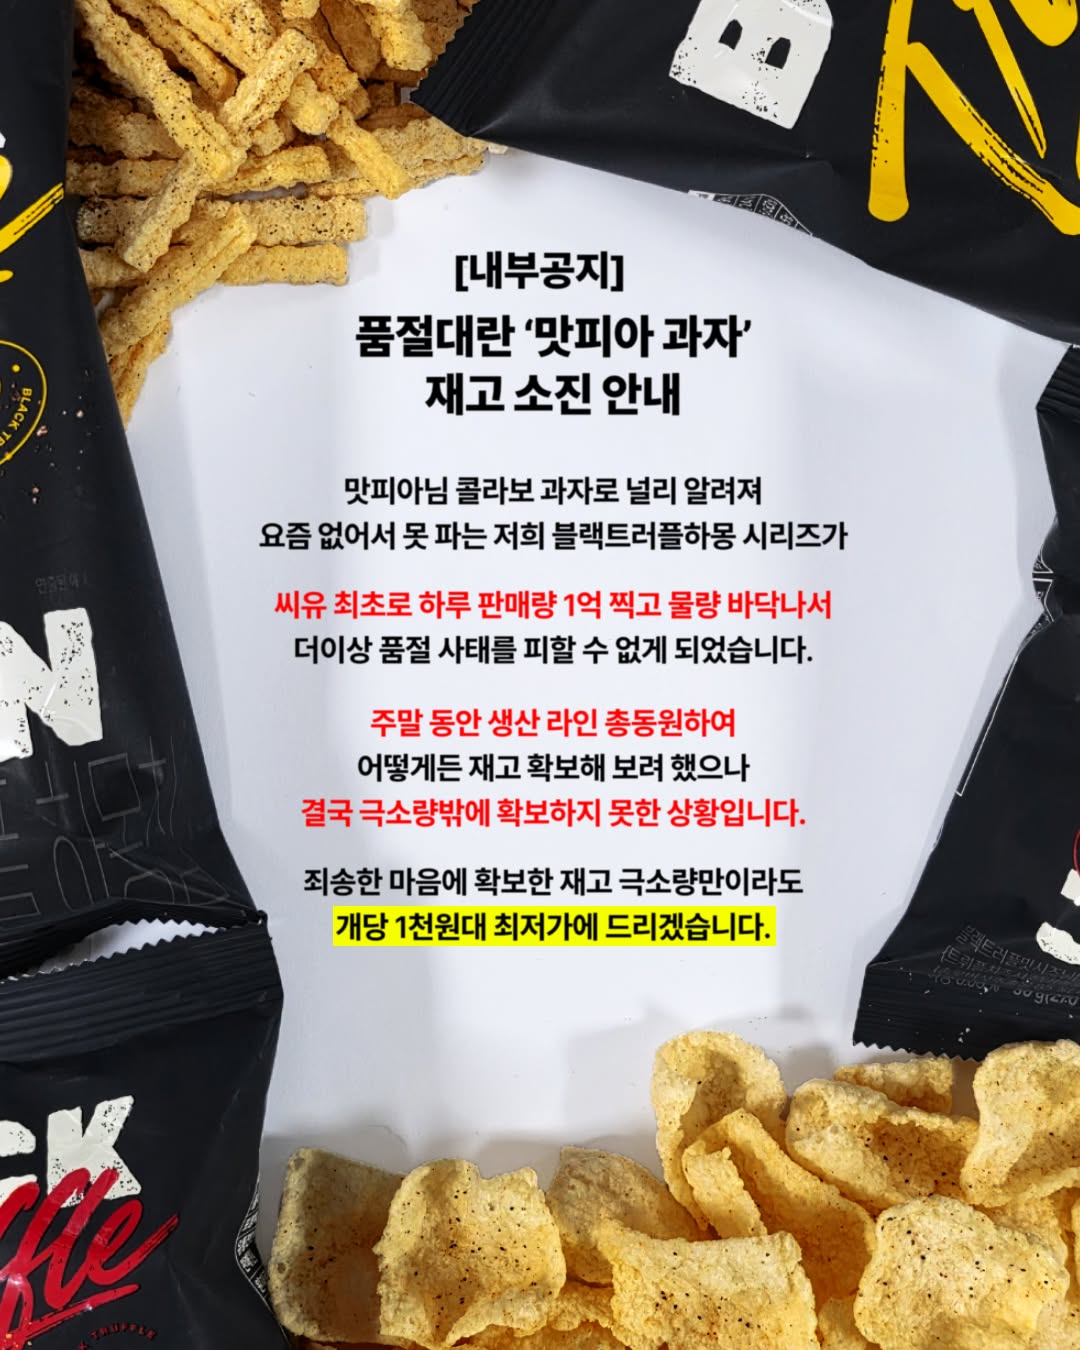 [내부공지]
품절대란 ‘맛피아 과자’
재고 소진 안내
맛피아님 콜라보 과자로 널리 알려져
요즘 없어서 못 파는 저희 블랙트러플하몽 시리즈가
씨유 최초로 하루 판매량 1억 찍고 물량 바닥나서
더이상 품절 사태를 피할 수 없게 되었습니다.
주말 동안 생산 라인 총동원하여
어떻게든 재고 확보해 보려 했으나
결국 극소량밖에 확보하지 못한 상황입니다.
죄송한 마음에 확보한 재고 극소량만이라도
개당 1천원대 최저가에 드리겠습니다.
BLACK
N
CK
ffle
TRUFFLE